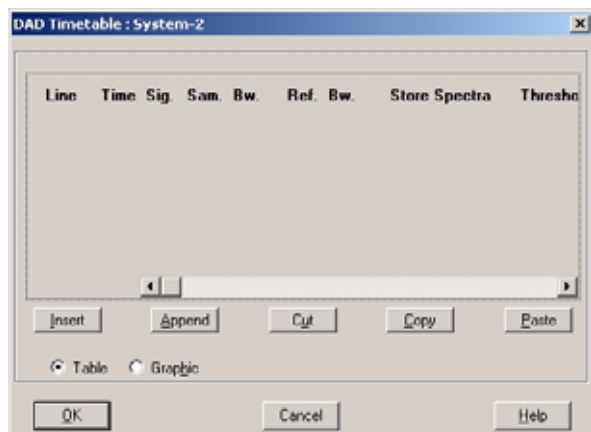 DAD Timetable : System-2
Line Time Sig. Sam. Bw. Ref. Bw. Store Spectra Thresho
Insert Append Cut Copy Paste
Table Graphic
OK Cancel Help